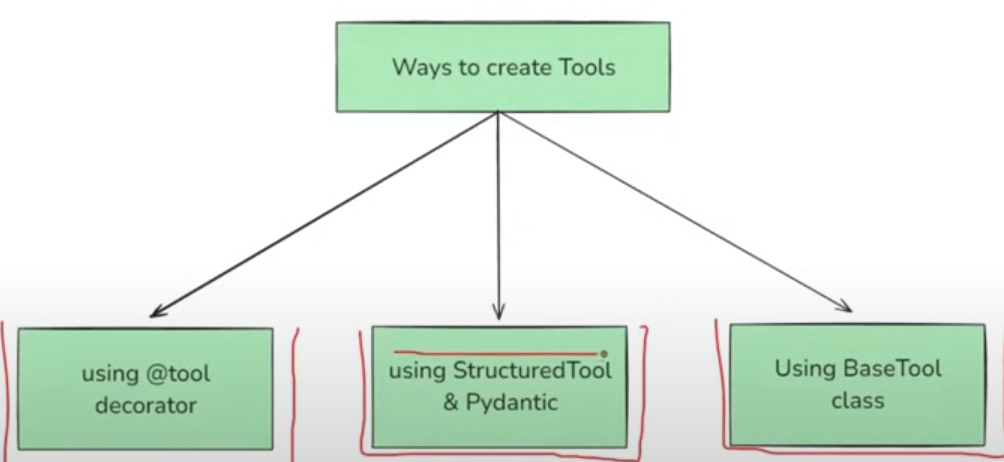 Ways to create Tools
using @tool
decorator
using StructuredTool
& Pydantic
Using BaseTool
class